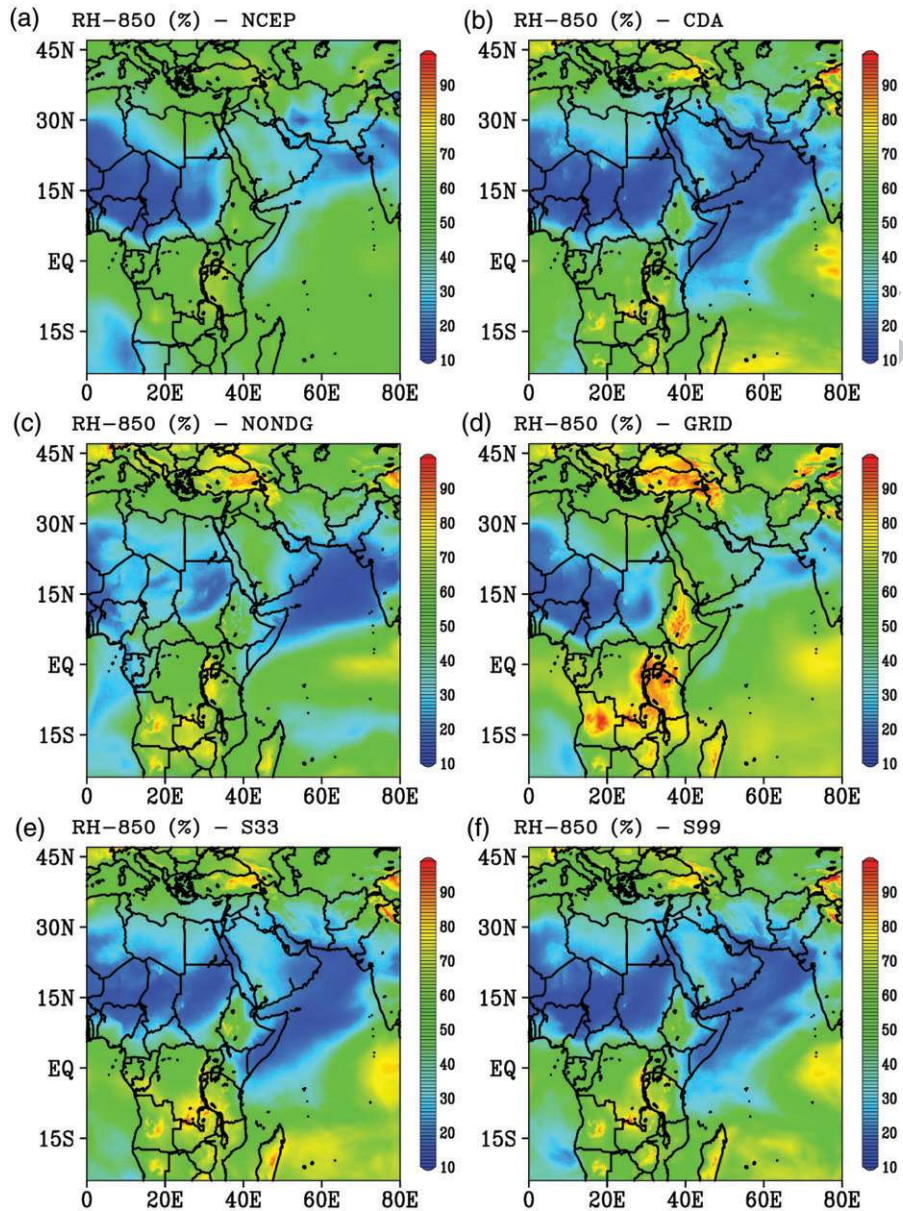 (a) RH-850 (%) - NCEP
45N
30N
15N
EQ
15S
0 20E 40E 60E 80E
90
80
70
60
50
40
30
20
10
(b) RH-850 (%) - CDA
45N
30N
15N
EQ
15S
0 20E 40E 60E 80E
90
80
70
60
50
40
30
20
10
(c) RH-850 (%) - NONDG
45N
30N
15N
EQ
15S
0 20E 40E 60E 80E
90
80
70
60
50
40
30
20
10
(d) RH-850 (%) - GRID
45N
30N
15N
EQ
15S
0 20E 40E 60E 80E
90
80
70
60
50
40
30
20
10
(e) RH-850 (%) - S33
45N
30N
15N
EQ
15S
0 20E 40E 60E 80E
90
80
70
60
50
40
30
20
10
(f) RH-850 (%) - S99
45N
30N
15N
EQ
15S
0 20E 40E 60E 80E
90
80
70
60
50
40
30
20
10